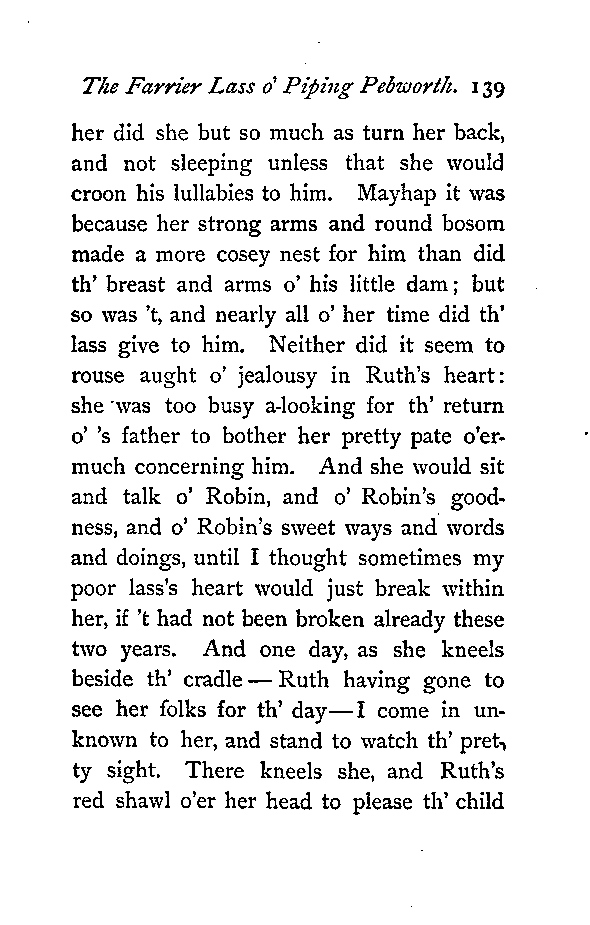 The Farrier Lass o' Piping Pebworth. 139
her did she but so much as turn her back,
and not sleeping unless that she would
croon his lullabies to him. Mayhap it was
because her strong arms and round bosom
made a more cosey nest for him than did
th' breast and arms o' his little dam; but
so was 't, and nearly all o' her time did th'
lass give to him. Neither did it seem to
rouse aught o' jealousy in Ruth's heart:
she was too busy a-looking for th' return
o' 's father to bother her pretty pate o'er-
much concerning him. And she would sit
and talk o' Robin, and o' Robin's good-
ness, and o' Robin's sweet ways and words
and doings, until I thought sometimes my
poor lass's heart would just break within
her, if 't had not been broken already these
two years. And one day, as she kneels
beside th' cradle — Ruth having gone to
see her folks for th' day—I come in un-
known to her, and stand to watch th' pret-
ty sight. There kneels she, and Ruth's
red shawl o'er her head to please th' child